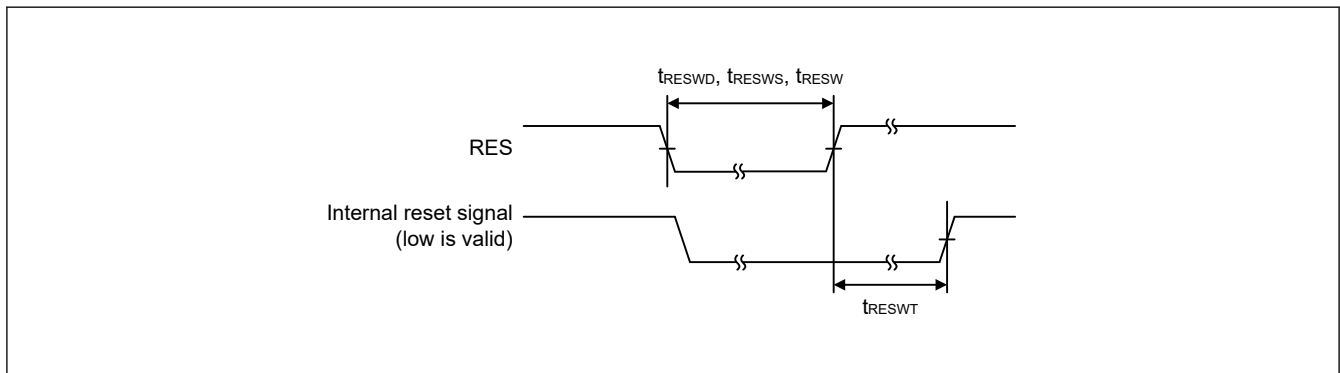 tRESWD, tRESWS, tRESW
RES
Internal reset signal
(low is valid)
tRESWT